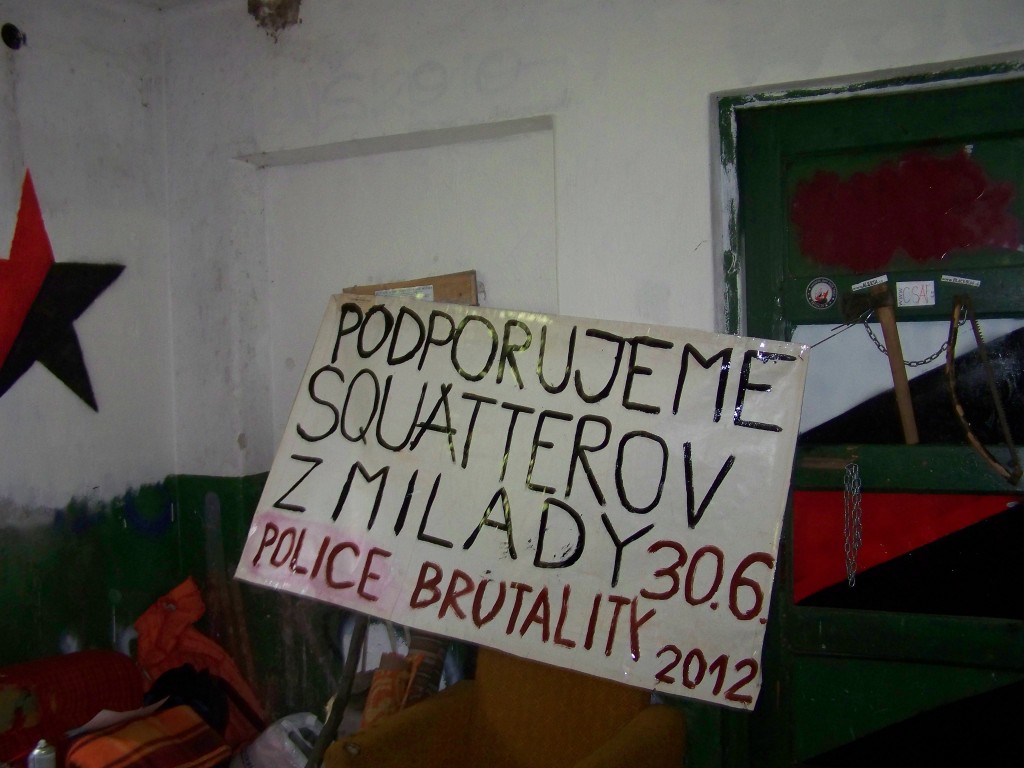 PODPORUJEME
SQUATTEROV
Z MILADY 30.6.
POLICE BRUTALITY
2012